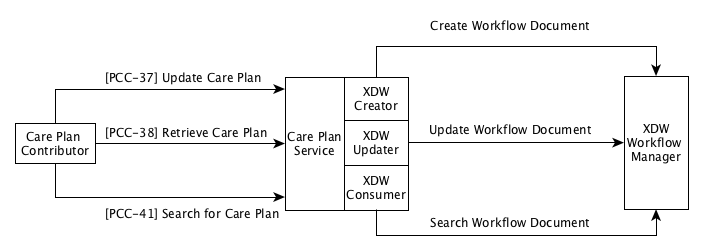 Create Workflow Document
[PCC-37] Update Care Plan
XDW
Creator
Care Plan
Contributor
[PCC-38] Retrieve Care Plan
Care Plan
Service
XDW
Updater
Update Workflow Document
XDW
Workflow
Manager
XDW
Consumer
[PCC-41] Search for Care Plan
Search Workflow Document